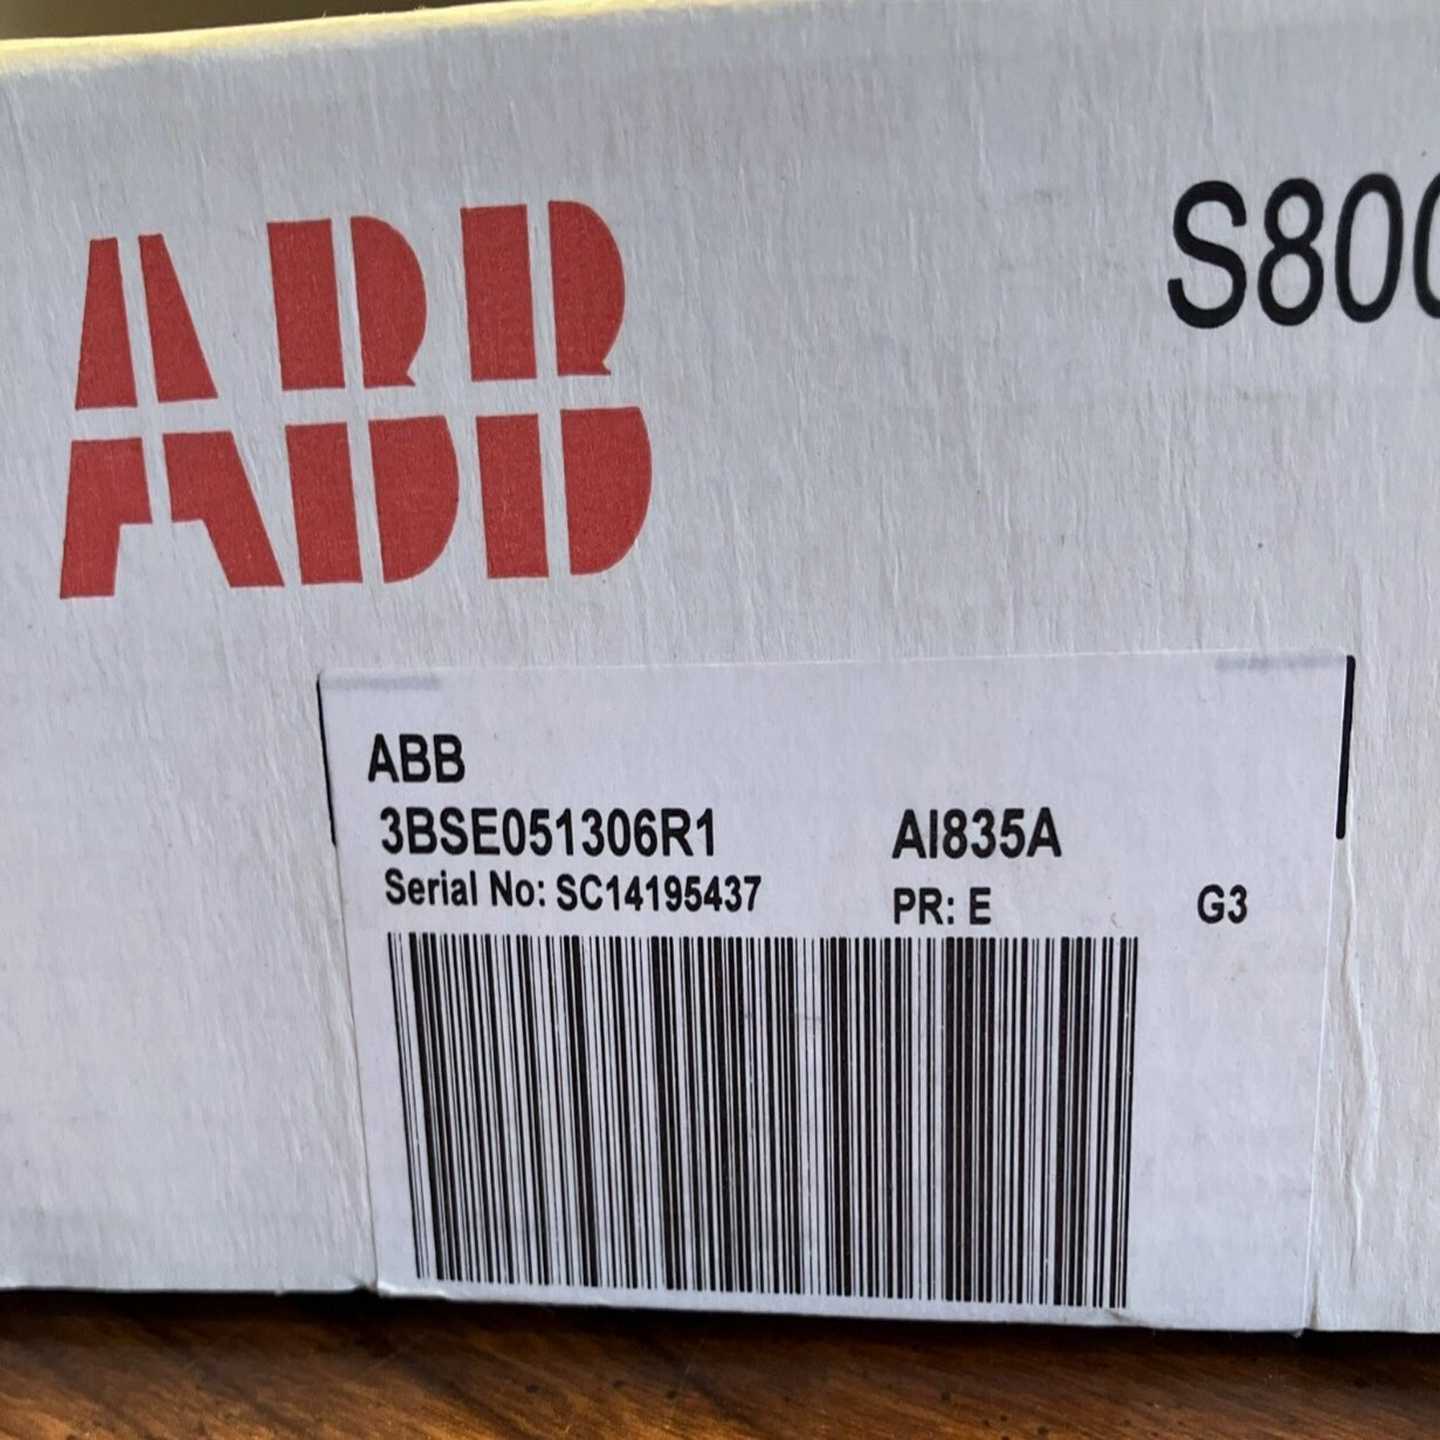 ABB
S800
ABB
3BSE051306R1 AI835A
Serial No: SC14195437 PR: E G3